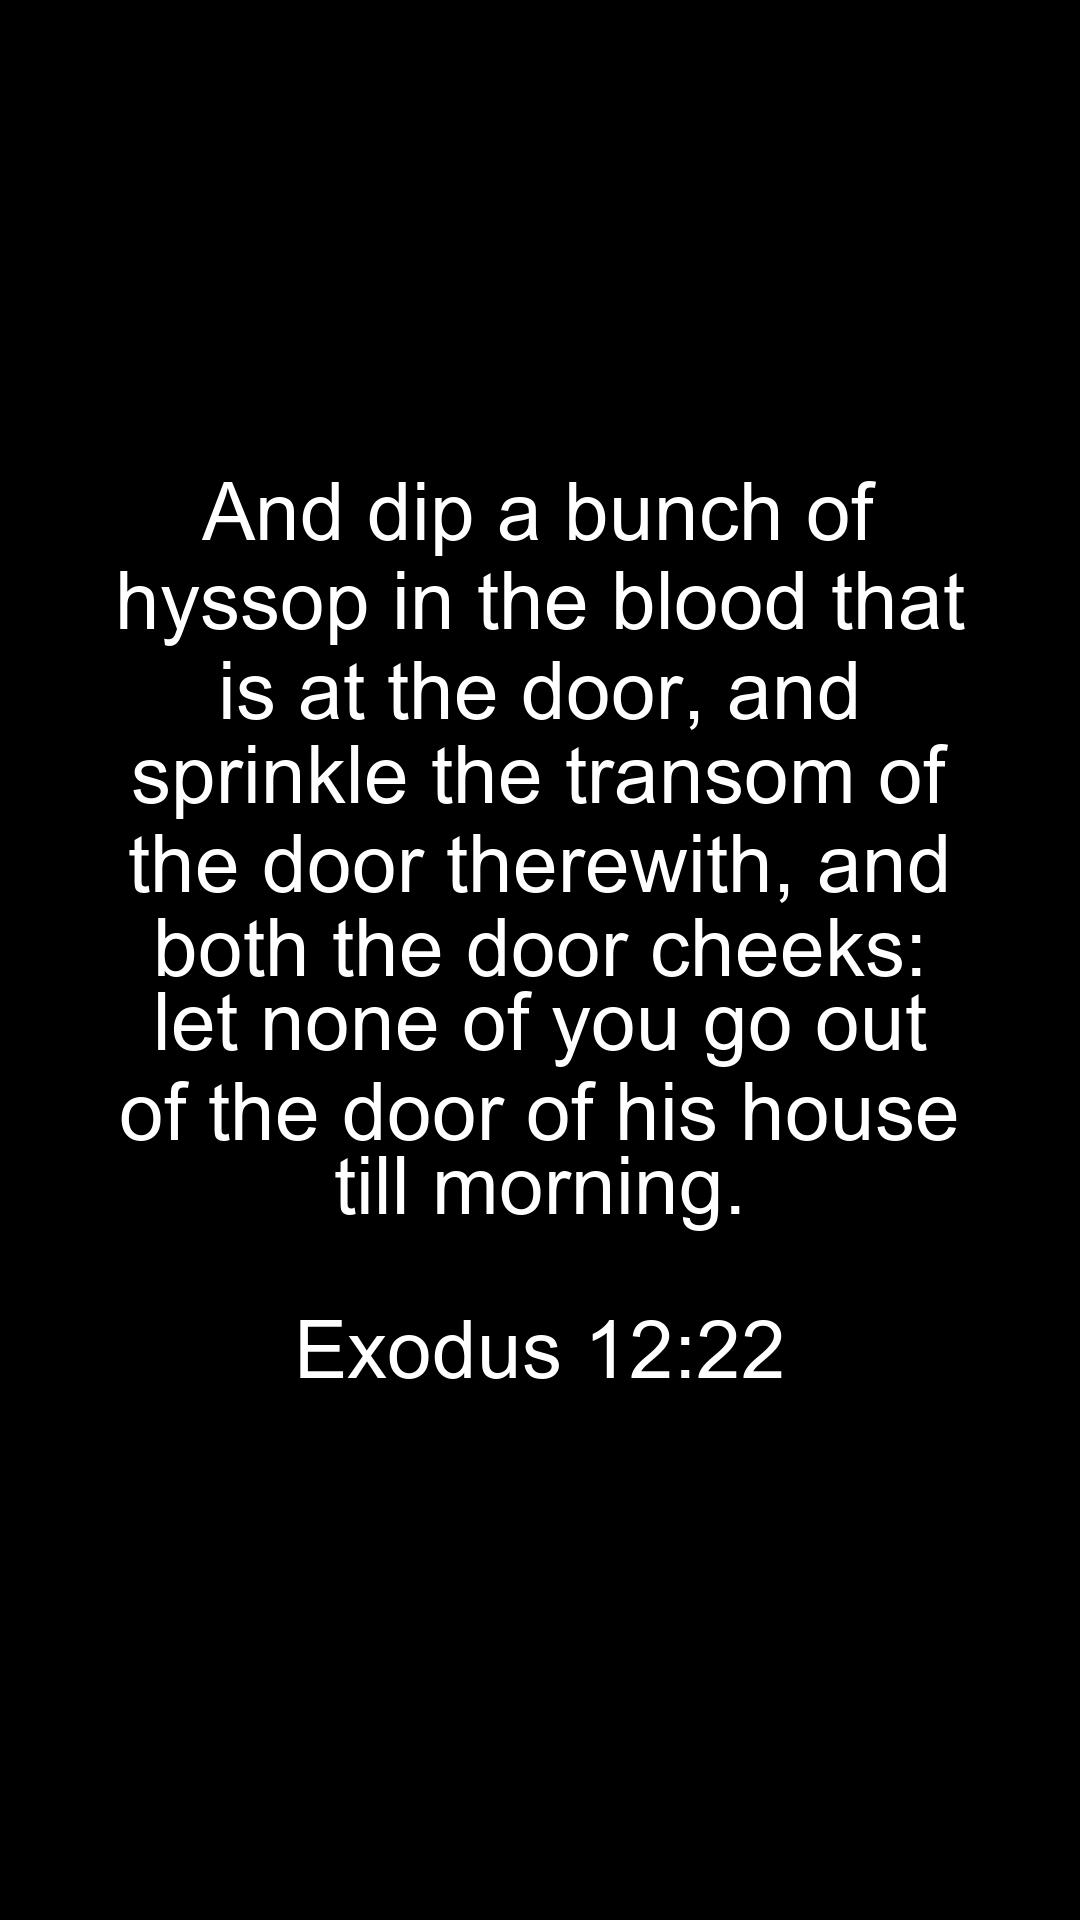 And dip a bunch of
hyssop in the blood that
is at the door, and
sprinkle the transom of
the door therewith, and
both the door cheeks:
let none of you go out
of the door of his house
till morning.
Exodus 12:22